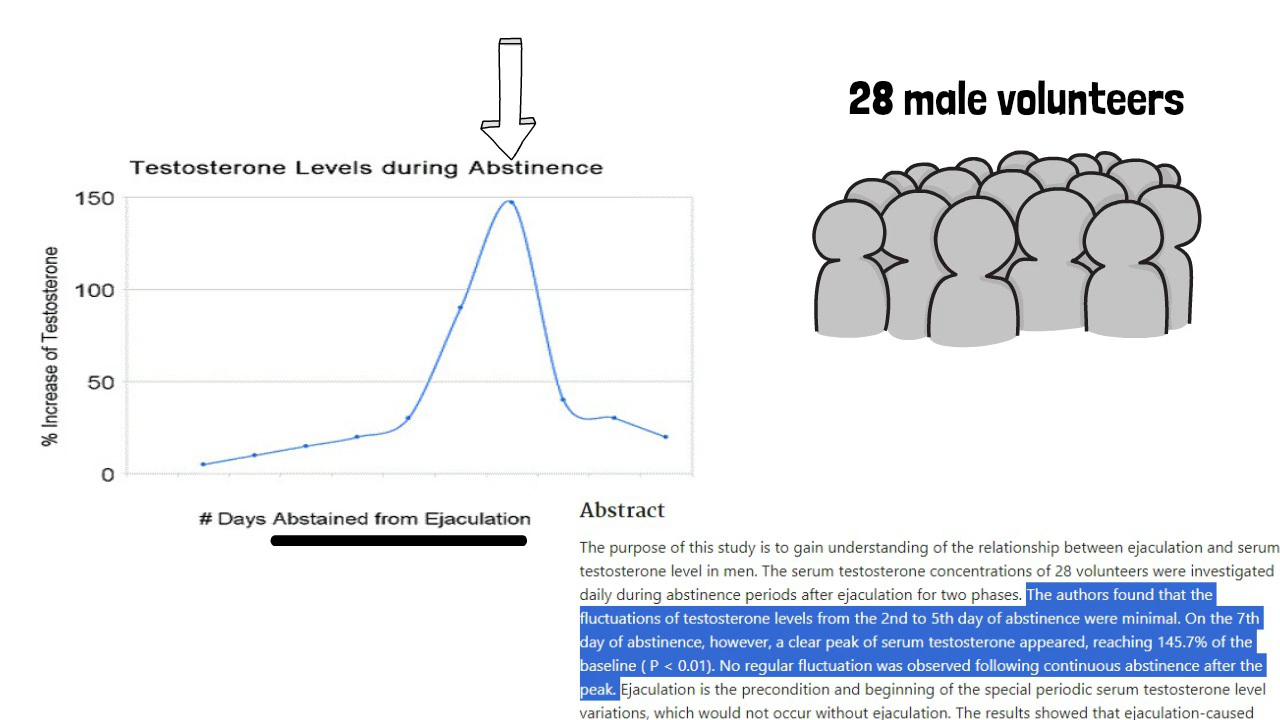 28 male volunteers
Testosterone Levels during Abstinence
% Increase of Testosterone
150
100
50
0
# Days Abstained from Ejaculation
Abstract
The purpose of this study is to gain understanding of the relationship between ejaculation and serum
testosterone level in men. The serum testosterone concentrations of 28 volunteers were investigated
daily during abstinence periods after ejaculation for two phases. The authors found that the
fluctuations of testosterone levels from the 2nd to 5th day of abstinence were minimal. On the 7th
day of abstinence, however, a clear peak of serum testosterone appeared, reaching 145.7% of the
baseline ( P < 0.01). No regular fluctuation was observed following continuous abstinence after the
peak. Ejaculation is the precondition and beginning of the special periodic serum testosterone level
variations, which would not occur without ejaculation. The results showed that ejaculation-caused